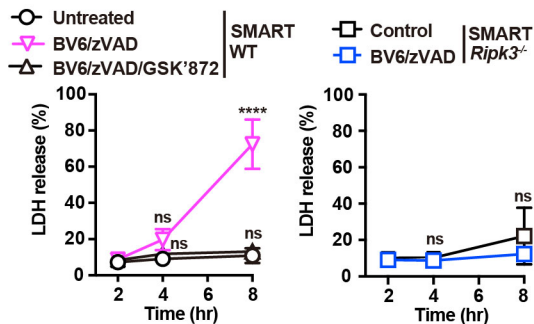 Untreated
BV6/zVAD
BV6/zVAD/GSK'872
SMART
WT
LDH release (%)
100
80
60
40
20
0
ns
ns
****
ns
2 4 6 8
Time (hr)
Control
BV6/zVAD
SMART
Ripk3-/-
LDH release (%)
100
80
60
40
20
0
ns
ns
2 4 6 8
Time (hr)